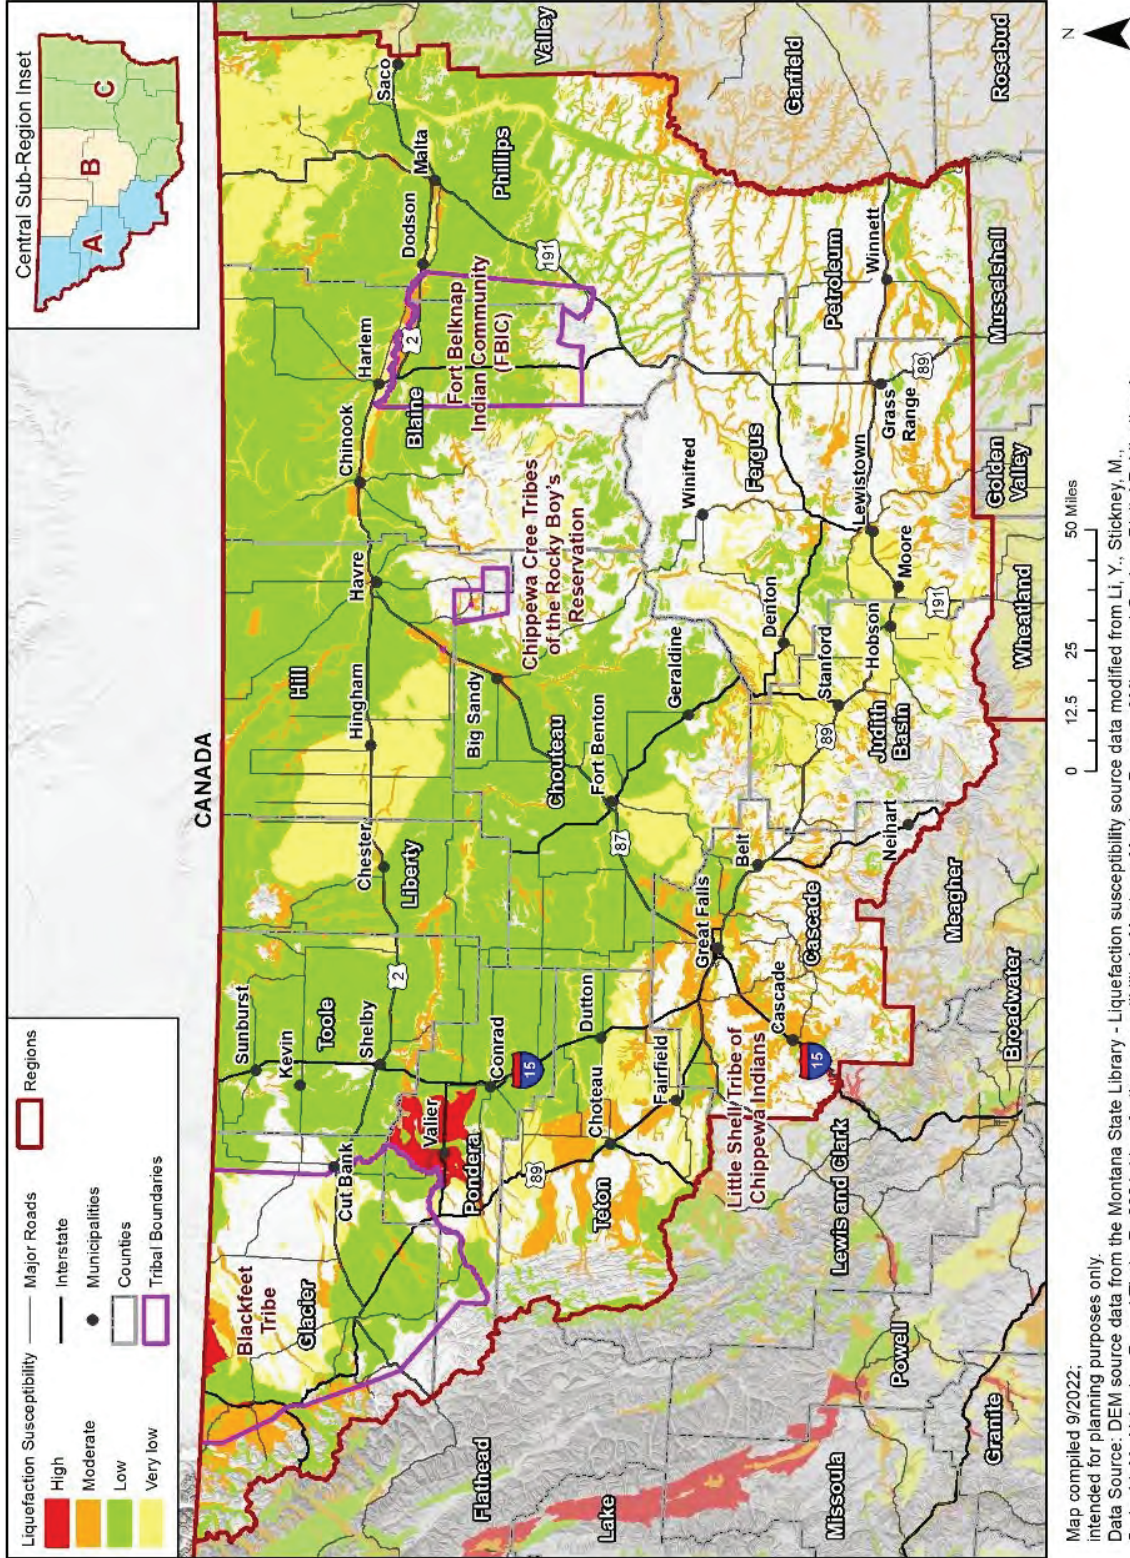 Liquefaction Susceptibility
High
Moderate
Low
Very low
Major Roads
Interstate
Municipalities
Counties
Tribal Boundaries
Regions
Central Sub-Region Inset
A
B
C
CANADA
Blackfeet
Tribe
Glacier
Cut Bank
Sunburst
Kevin
Toole
Shelby
2
Chester
Liberty
Hingham
Hill
Havre
Chinook
Harlem
Blaine
2
Fort Belknap
Indian Community
(FBIC)
Dodson
Malta
Saco
Phillips
Valley
191
Valier
Pondera
Conrad
15
89
Choteau
Teton
Dutton
Fairfield
Big Sandy
Chouteau
Fort Benton
87
Geraldine
Chippewa Cree Tribes
of the Rocky Boy's
Reservation
Great Falls
Belt
Little Shell Tribe of
Chippewa Indians
Cascade
15
Cascade
Neihart
Judith
Basin
Stanford
89
Hobson
Moore
191
Denton
Winifred
Fergus
Lewistown
Grass
Range
89
Petroleum
Winnett
Garfield
Rosebud
Musselshell
Golden
Valley
Wheatland
Meagher
Broadwater
Lewis and Clark
Powell
Granite
Missoula
Lake
Flathead
0 12.5 25 50 Miles
N
Map compiled 9/2022;
intended for planning purposes only.
Data Source: DEM source data from the Montana State Library - Liquefaction susceptibility source data modified from Li, Y., Stickney, M.,